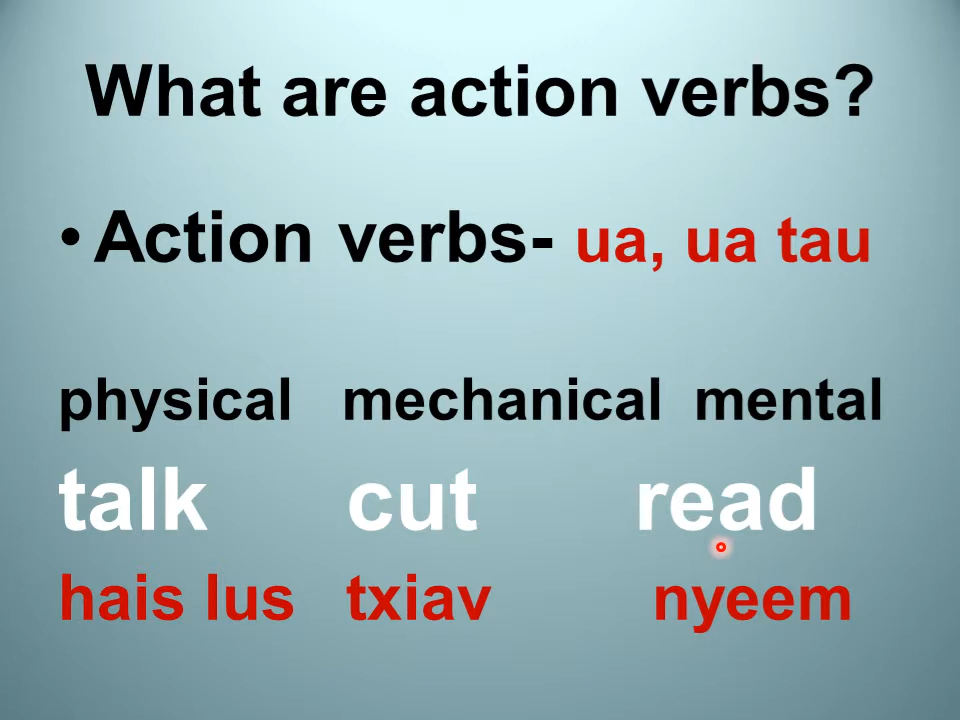 What are action verbs?
• Action verbs- ua, ua tau
physical mechanical mental
talk cut read
hais lus txiav nyeem